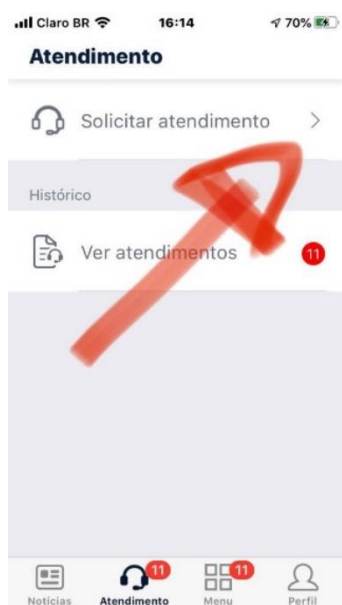 Claro BR 16:14 70%
Atendimento
Solicitar atendimento
Histórico
Ver atendimentos 11
11 11
Notícias Atendimento Menu Perfil